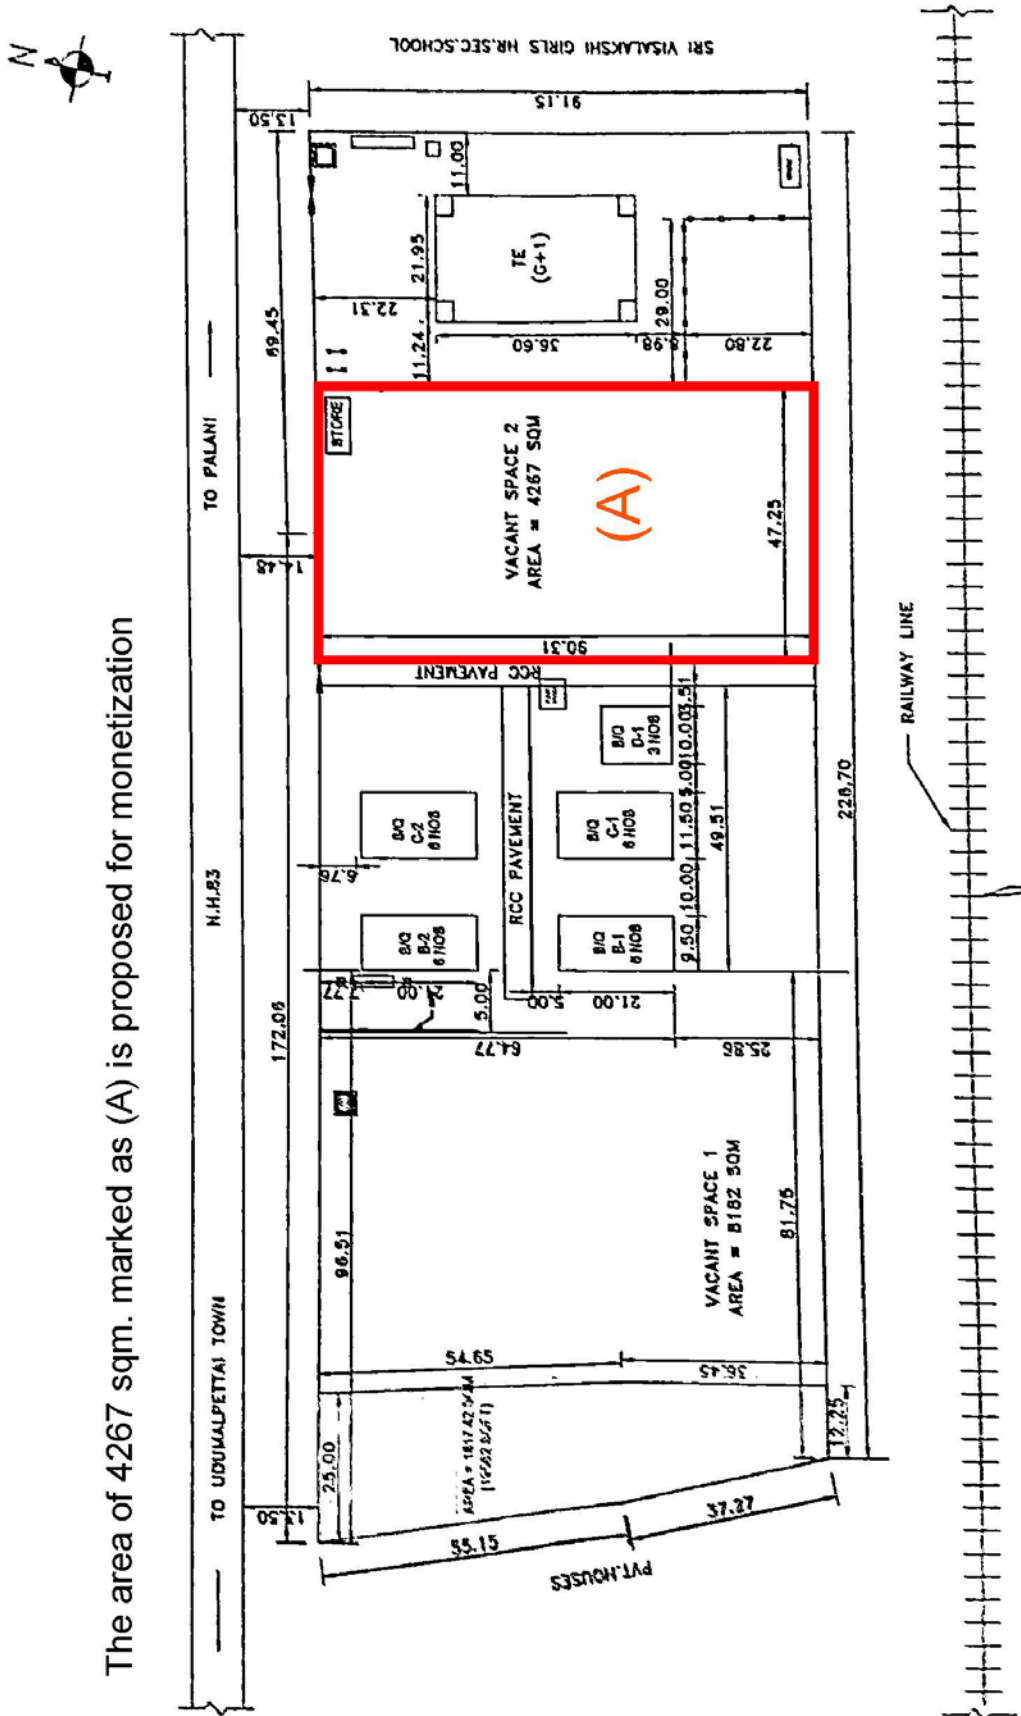 The area of 4267 sqm. marked as (A) is proposed for monetization
N
TO UDUMALPETTAI TOWN
N.H.83
TO PALANI
13.50
172.06
14.48
69.45
13.50
SRI VISALAKSHI GIRLS HR.SEC.SCHOOL
91.15
25.00
96.51
7.77
5.00
64.77
25.86
54.65
36.45
55.15
37.27
PVT.HOUSES
12.25
81.75
VACANT SPACE 1
AREA = 8182 SQM
B/Q
B-2
6 NOS
B/Q
C-2
6 NOS
6.76
RCC PAVEMENT
RCC PAVEMENT
5.00
21.00
B/Q
B-1
6 NOS
B/Q
C-1
6 NOS
B/Q
D-1
3 NOS
9.50
10.00
11.50
5.00
10.00
3.51
49.51
STORE
VACANT SPACE 2
AREA = 4267 SQM
(A)
90.31
47.25
22.31
11.24
21.95
11.00
TE
(G+1)
36.60
29.00
22.80
228.70
RAILWAY LINE